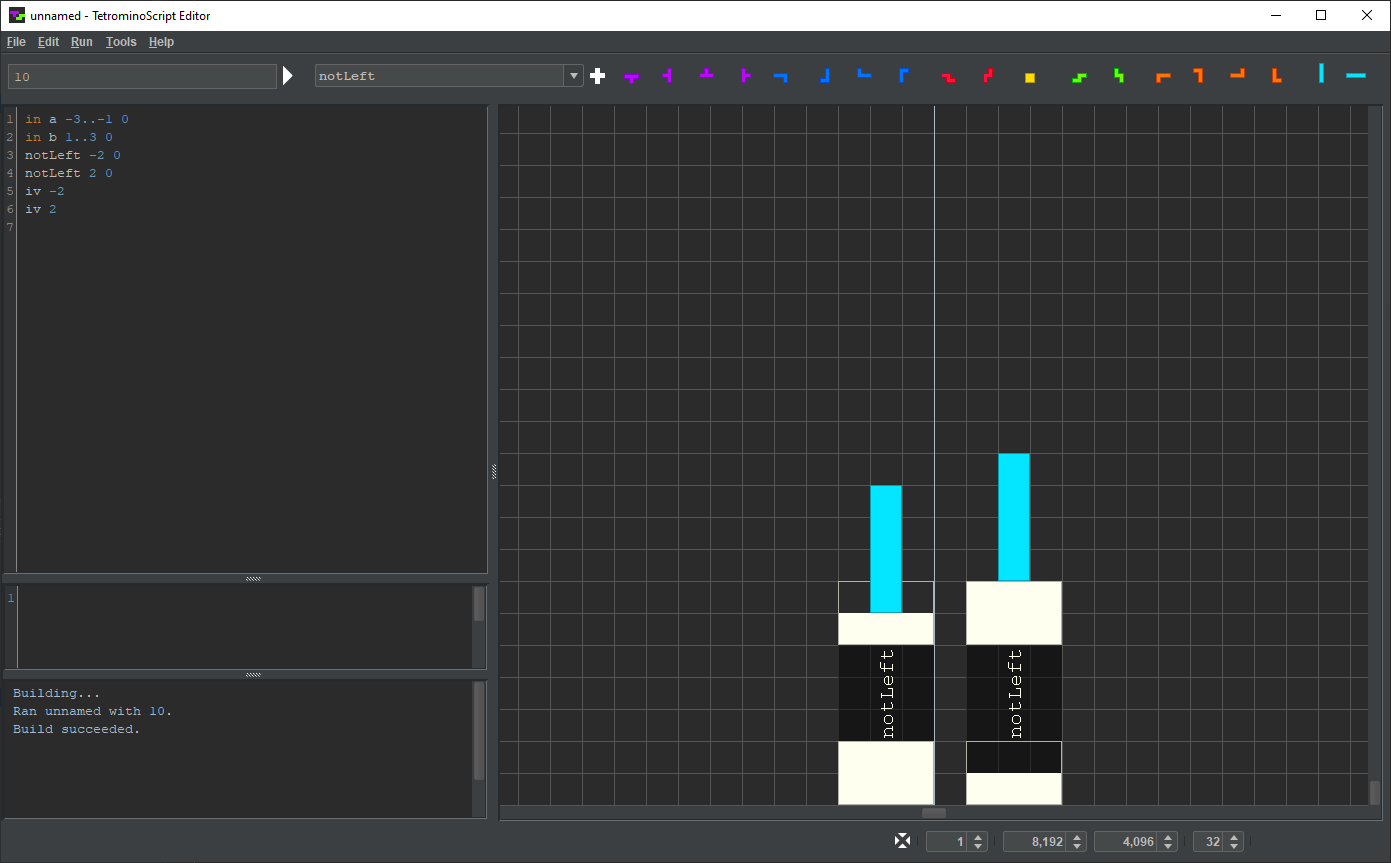 unnamed - TetrominoScript Editor
File Edit Run Tools Help
10
notLeft
1 in a -3..-1 0
2 in b 1..3 0
3 notLeft -2 0
4 notLeft 2 0
5 iv -2
6 iv 2
7
notLeft
notLeft
1
Building...
Ran unnamed with 10.
Build succeeded.
1
8,192
4,096
32